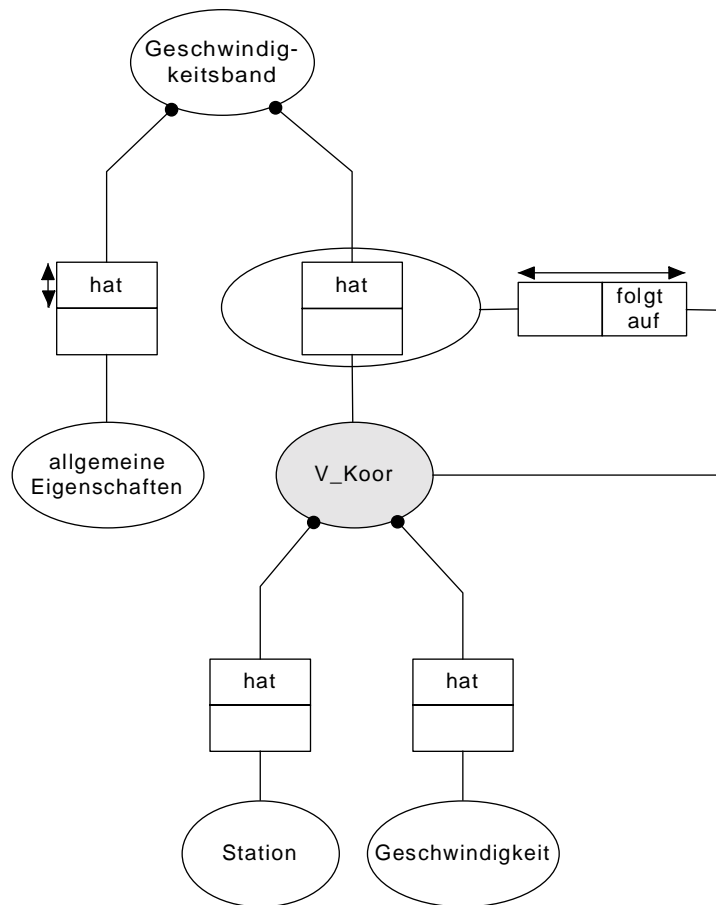 Geschwindig-
keitsband
hat
hat
folgt
auf
allgemeine
Eigenschaften
V_Koor
hat
hat
Station
Geschwindigkeit